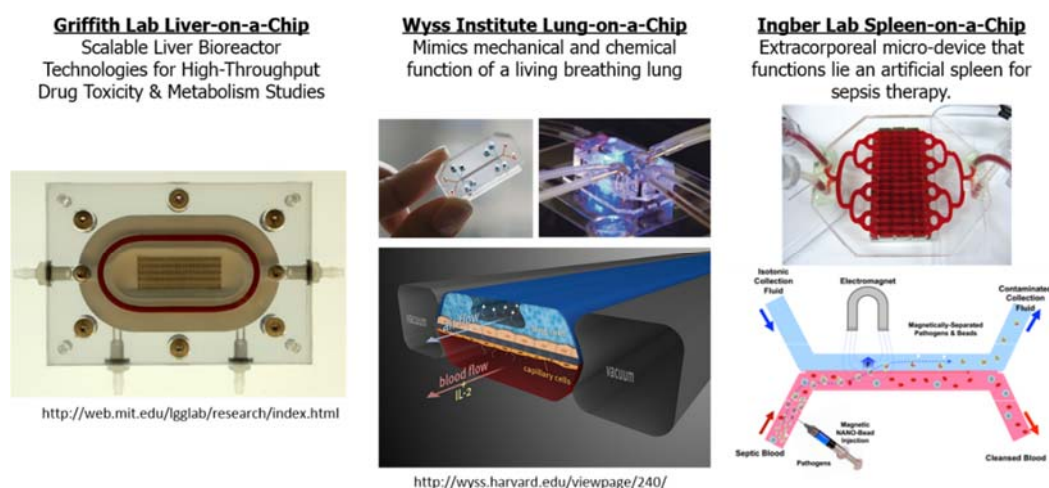 Griffith Lab Liver-on-a-Chip
Scalable Liver Bioreactor
Technologies for High-Throughput
Drug Toxicity & Metabolism Studies
http://web.mit.edu/lgglab/research/index.html
Wyss Institute Lung-on-a-Chip
Mimics mechanical and chemical
function of a living breathing lung
vacuum
air flow
blood flow
IL-2
capillary cells
vacuum
http://wyss.harvard.edu/viewpage/240/
Ingber Lab Spleen-on-a-Chip
Extracorporeal micro-device that
functions lie an artificial spleen for
sepsis therapy.
Isotonic
Collection
Fluid
Electromagnet
Contaminated
Collection
Fluid
Magnetically-Separated
Pathogens & Beads
Magnetic
NANO-Bead
Injection
Septic Blood
Pathogens
Cleansed Blood